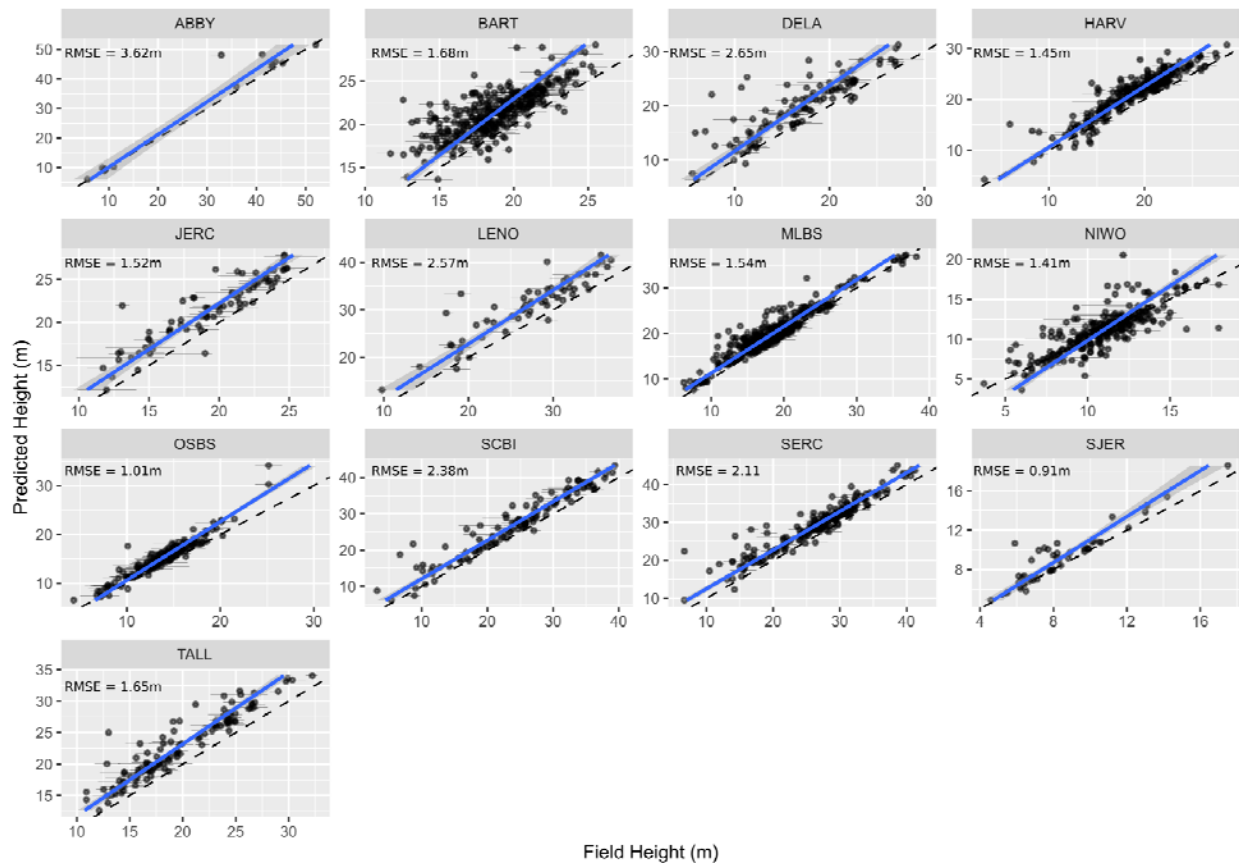 ABBY BART DELA HARV
RMSE = 3.62m RMSE = 1.68m RMSE = 2.65m RMSE = 1.45m
50
40
30
20
10
10 20 30 40 50
25
20
15
10 15 20 25
30
20
10
10 20 30
30
20
10
10 20
JERC LENO MLBS NIWO
RMSE = 1.52m RMSE = 2.57m RMSE = 1.54m RMSE = 1.41m
25
20
15
10 15 20 25
40
30
20
10 20 30
30
20
10
10 20 30 40
20
15
10
5
5 10 15
Predicted Height (m)
OSBS SCBI SERC SJER
RMSE = 1.01m RMSE = 2.38m RMSE = 2.11 RMSE = 0.91m
30
20
10
10 20 30
40
30
20
10
10 20 30 40
40
30
20
10
10 20 30 40
16
12
8
4 8 12 16
TALL
RMSE = 1.65m
35
30
25
20
15
10 15 20 25 30
Field Height (m)